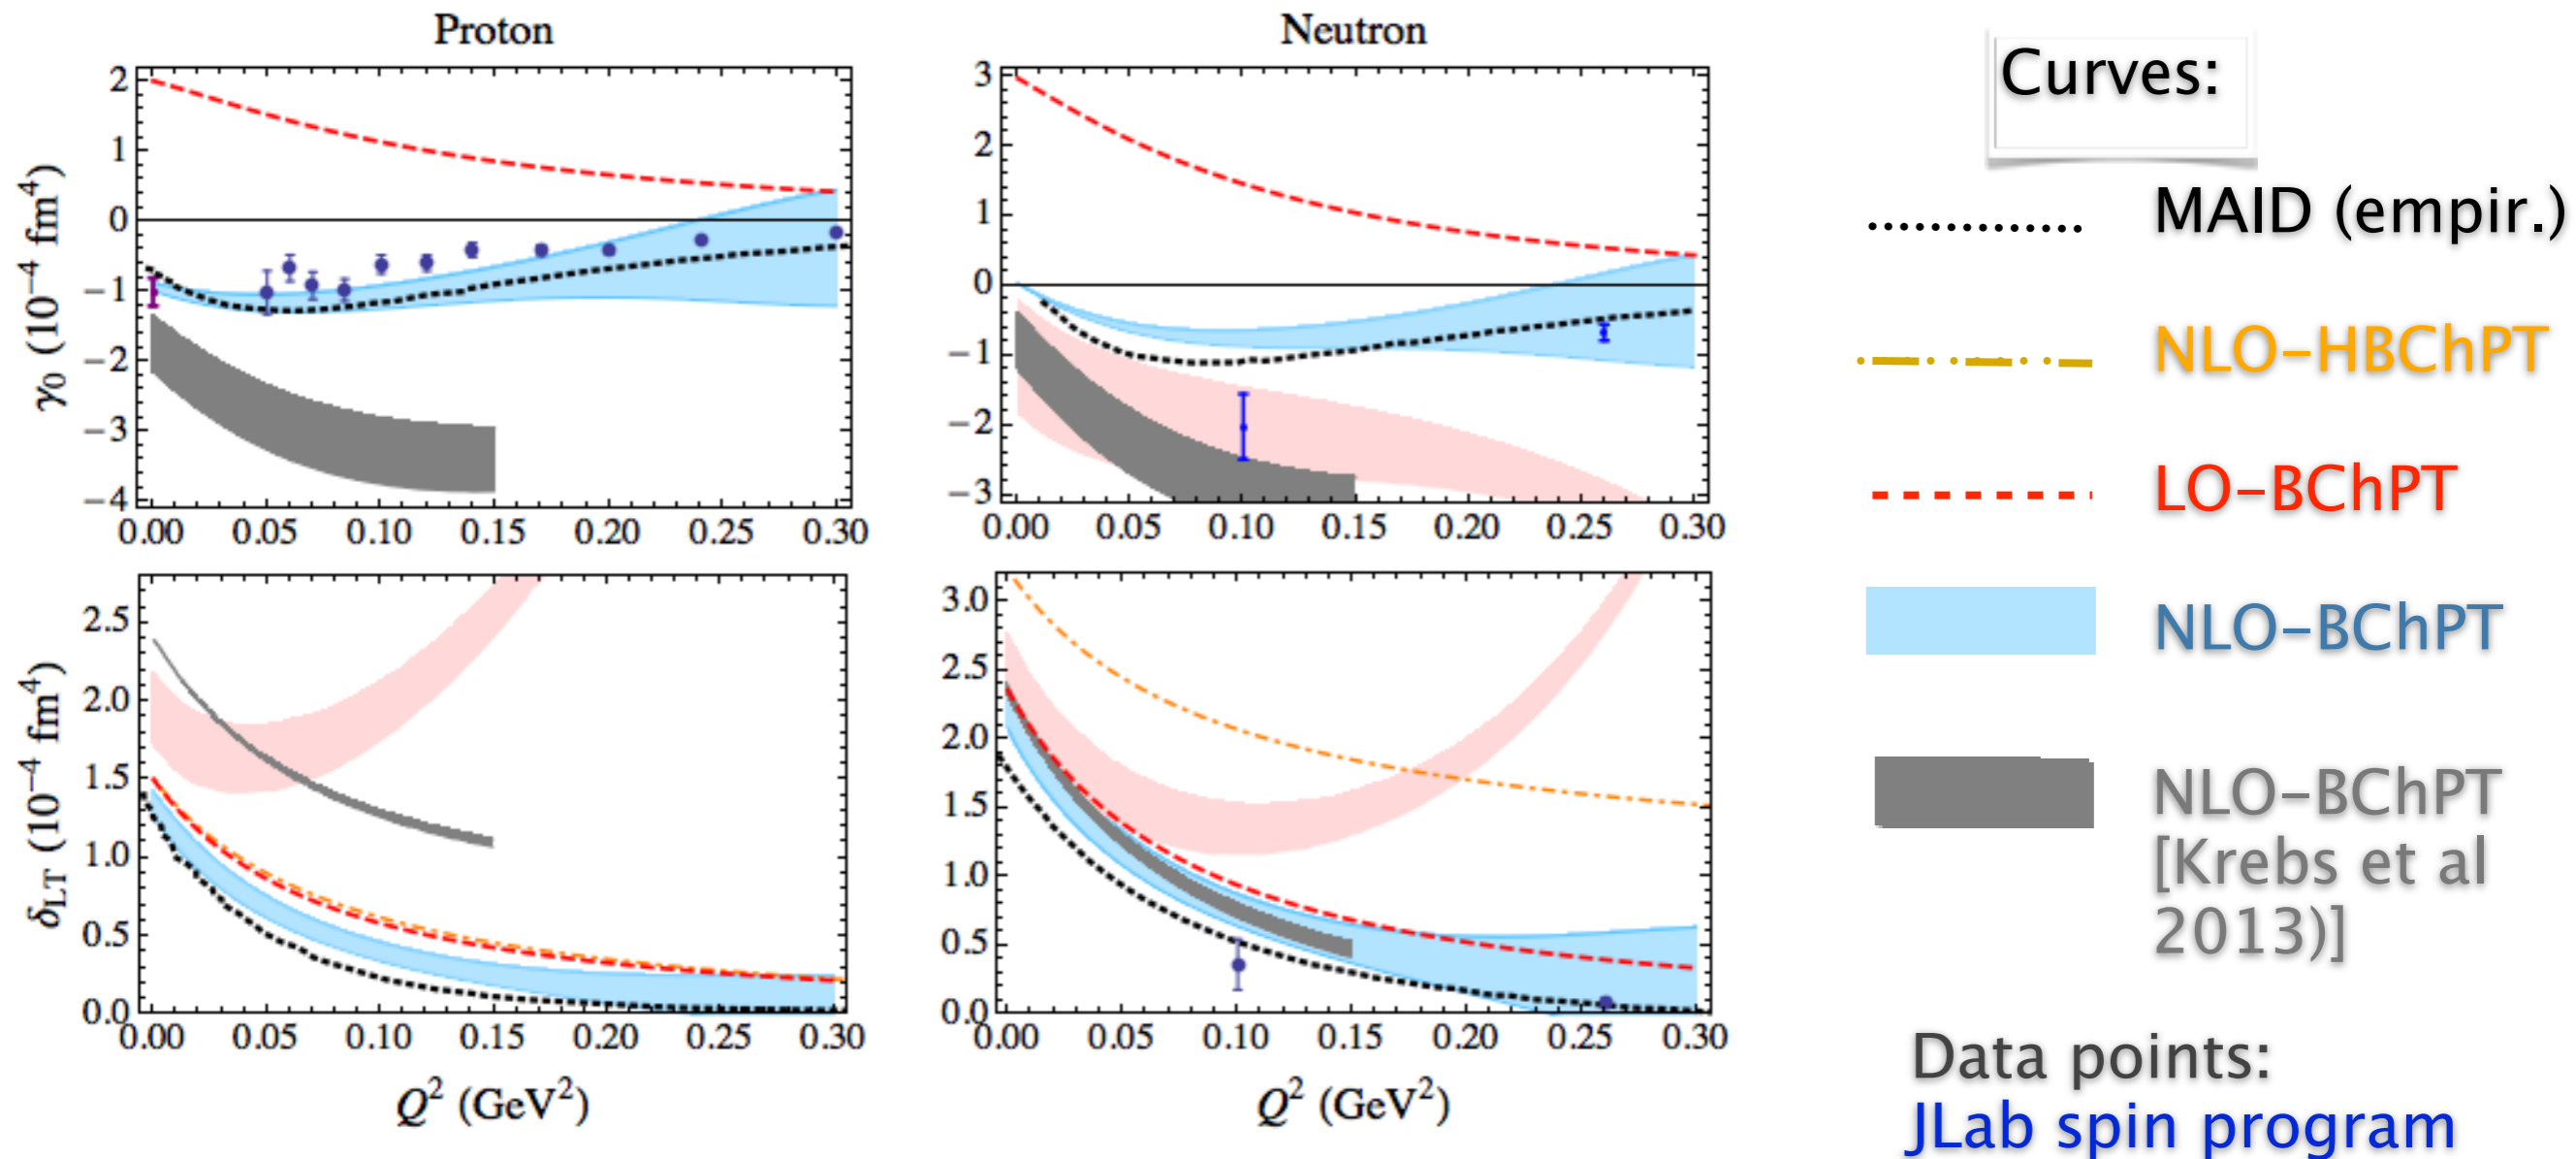 Proton
Neutron
Curves:
MAID (empir.)
NLO-HBChPT
LO-BChPT
NLO-BChPT
NLO-BChPT
[Krebs et al
2013)]
Data points:
JLab spin program
γ₀ (10⁻⁴ fm⁴)
2
1
0
−1
−2
−3
−4
0.00 0.05 0.10 0.15 0.20 0.25 0.30
3
2
1
0
−1
−2
−3
0.00 0.05 0.10 0.15 0.20 0.25 0.30
δ_LT (10⁻⁴ fm⁴)
2.5
2.0
1.5
1.0
0.5
0.0
0.00 0.05 0.10 0.15 0.20 0.25 0.30
Q² (GeV²)
3.0
2.5
2.0
1.5
1.0
0.5
0.0
0.00 0.05 0.10 0.15 0.20 0.25 0.30
Q² (GeV²)